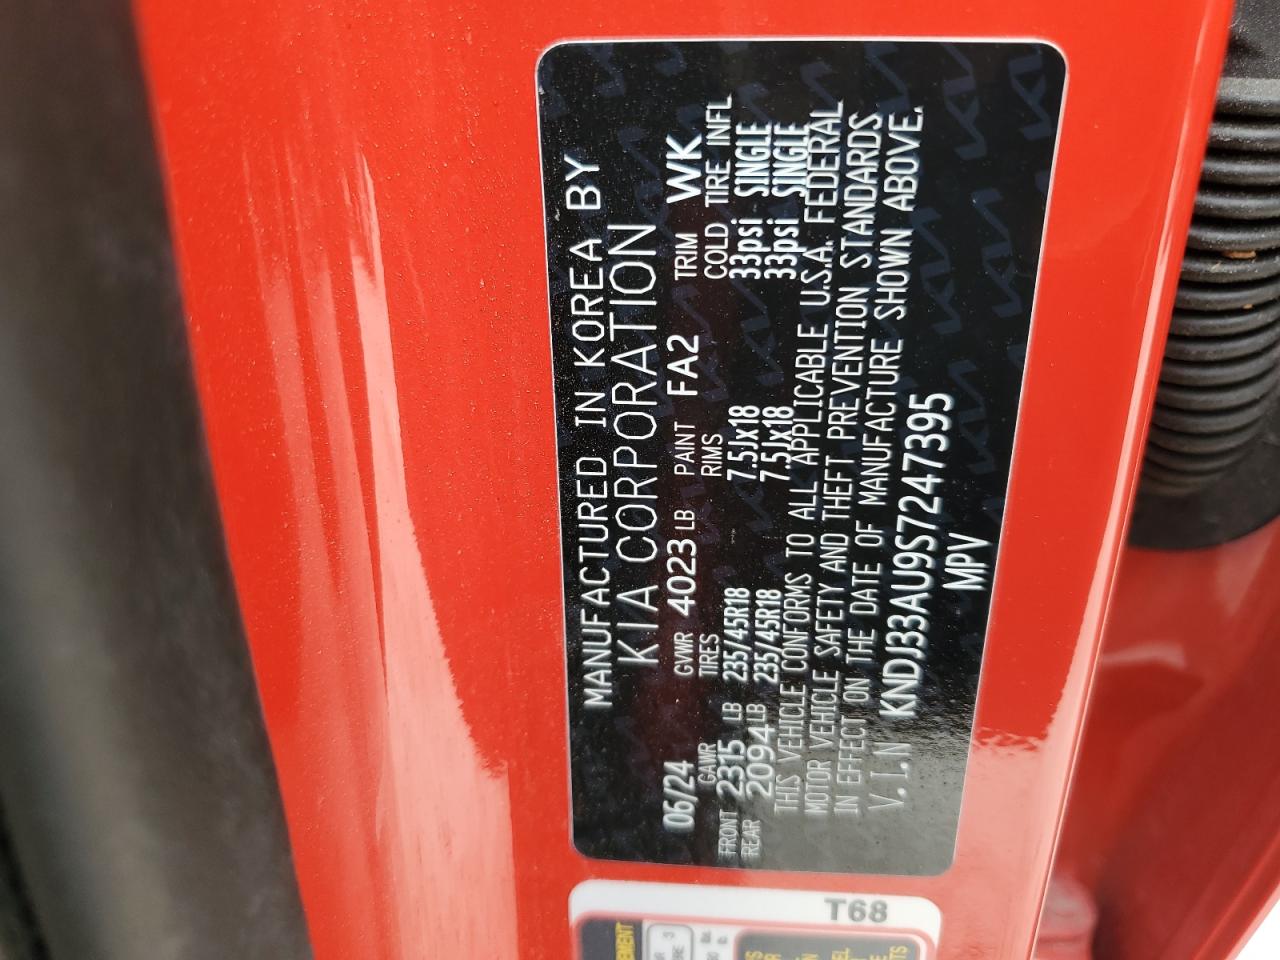 MANUFACTURED IN KOREA BY
KIA CORPORATION
06/24 GVWR 4023 LB PAINT FA2 TRIM WK
GAWR TIRES RIMS COLD TIRE INFL
FRONT 2315 LB 235/45R18 7.5Jx18 33psi SINGLE
REAR 2094 LB 235/45R18 7.5Jx18 33psi SINGLE
THIS VEHICLE CONFORMS TO ALL APPLICABLE U.S.A. FEDERAL
MOTOR VEHICLE SAFETY AND THEFT PREVENTION STANDARDS
IN EFFECT ON THE DATE OF MANUFACTURE SHOWN ABOVE.
V.I.N KNDJ33AU9S7247395
MPV
T68